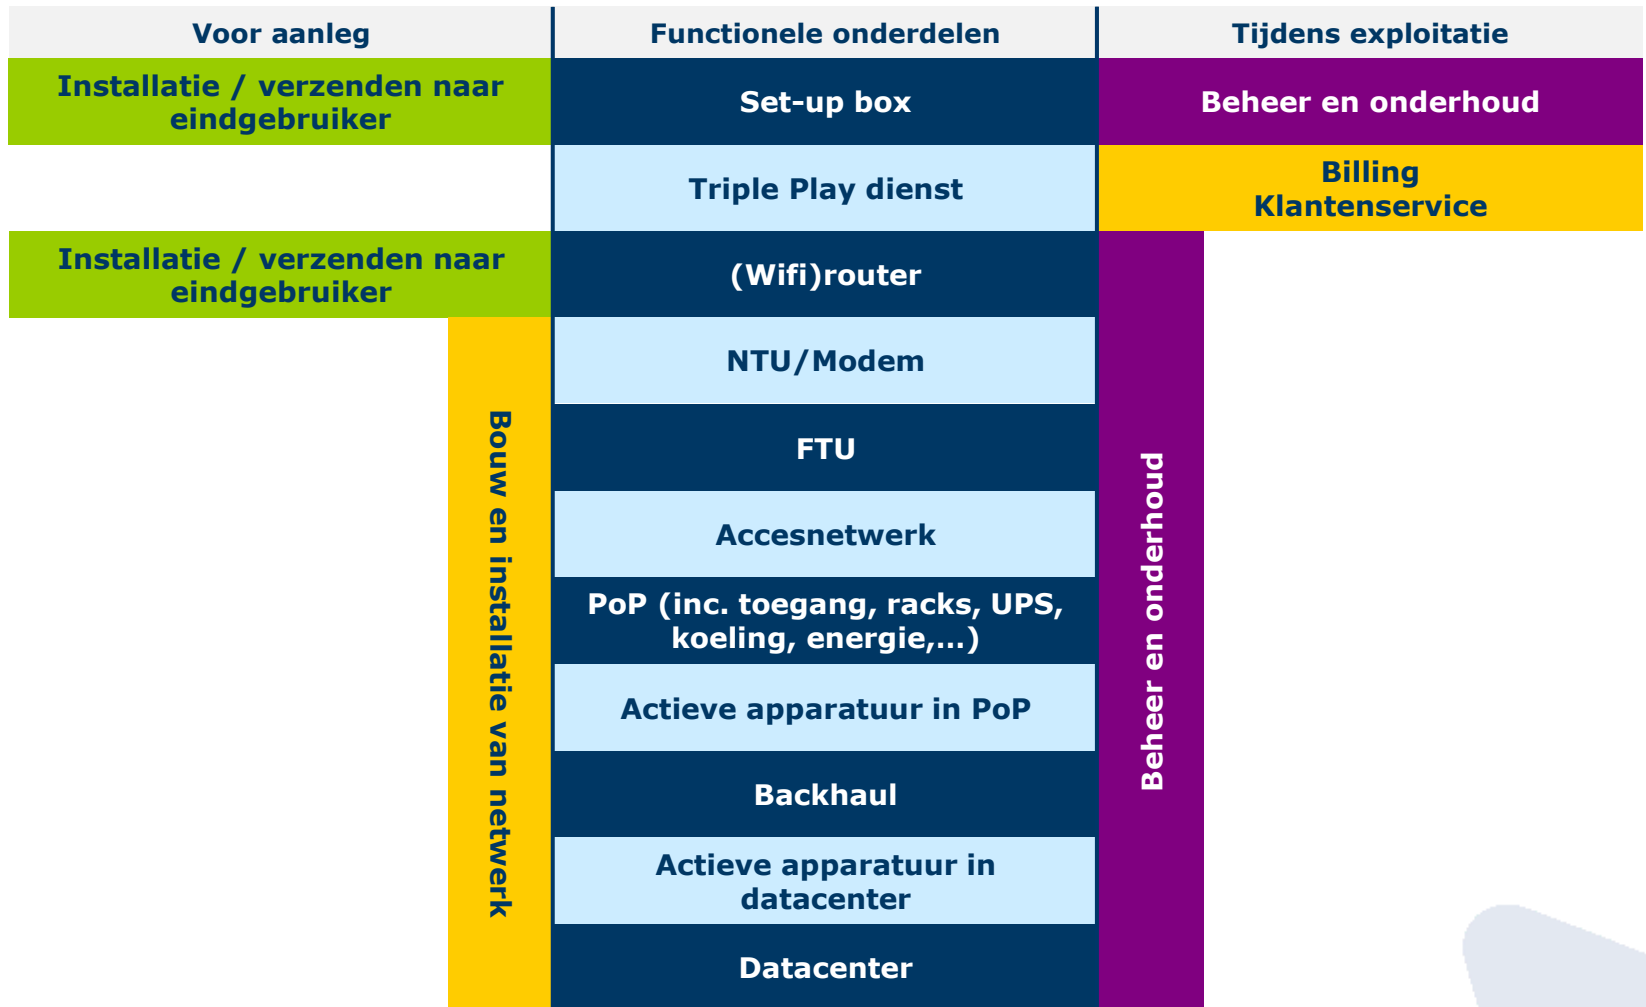 Voor aanleg
Functionele onderdelen
Tijdens exploitatie
Installatie / verzenden naar
eindgebruiker
Set-up box
Beheer en onderhoud
Triple Play dienst
Billing
Klantenservice
Installatie / verzenden naar
eindgebruiker
(Wifi)router
NTU/Modem
FTU
Accesnetwerk
PoP (inc. toegang, racks, UPS,
koeling, energie,...)
Actieve apparatuur in PoP
Backhaul
Actieve apparatuur in
datacenter
Datacenter
Bouw en installatie van netwerk
Beheer en onderhoud